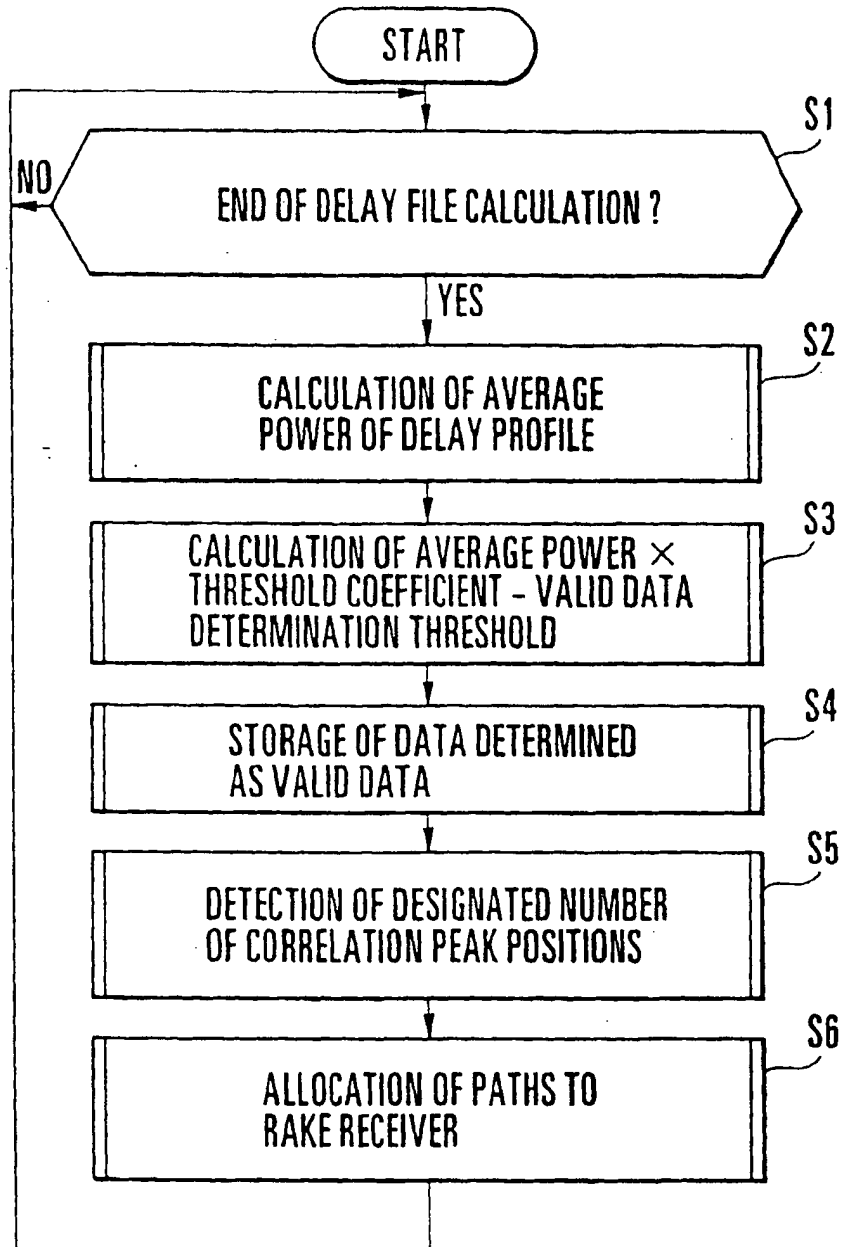 START
S1
NO
END OF DELAY FILE CALCULATION ?
YES
S2
CALCULATION OF AVERAGE
POWER OF DELAY PROFILE
S3
CALCULATION OF AVERAGE POWER ×
THRESHOLD COEFFICIENT - VALID DATA
DETERMINATION THRESHOLD
S4
STORAGE OF DATA DETERMINED
AS VALID DATA
S5
DETECTION OF DESIGNATED NUMBER
OF CORRELATION PEAK POSITIONS
S6
ALLOCATION OF PATHS TO
RAKE RECEIVER